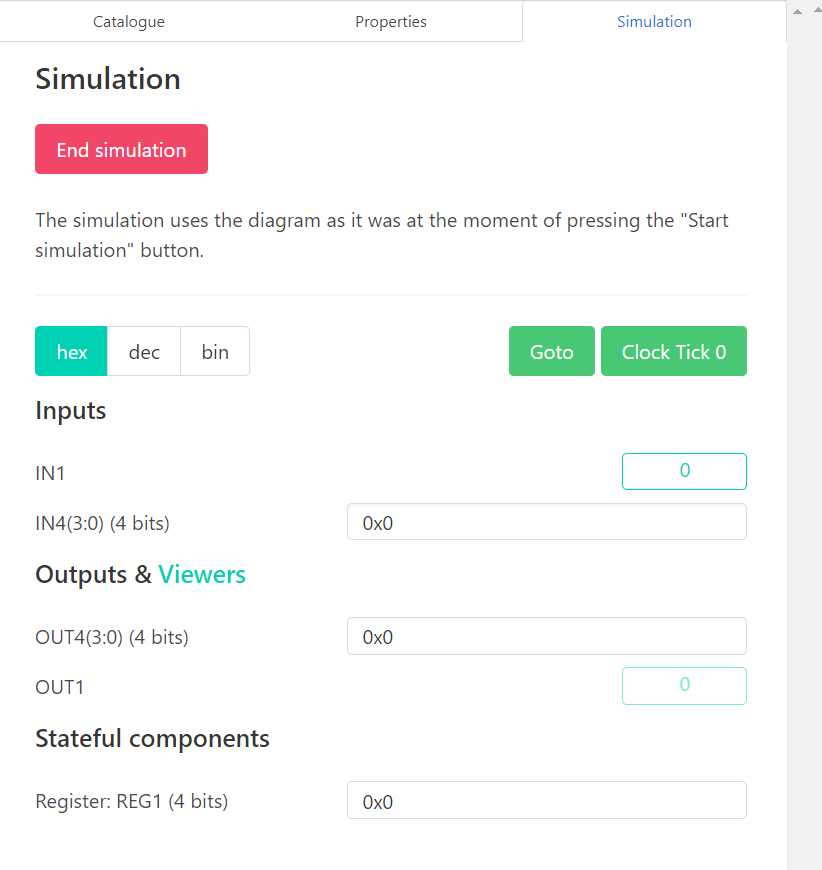 Catalogue Properties Simulation
Simulation
End simulation
The simulation uses the diagram as it was at the moment of pressing the "Start
simulation" button.
hex dec bin Goto Clock Tick 0
Inputs
IN1 0
IN4(3:0) (4 bits) 0x0
Outputs & Viewers
OUT4(3:0) (4 bits) 0x0
OUT1 0
Stateful components
Register: REG1 (4 bits) 0x0